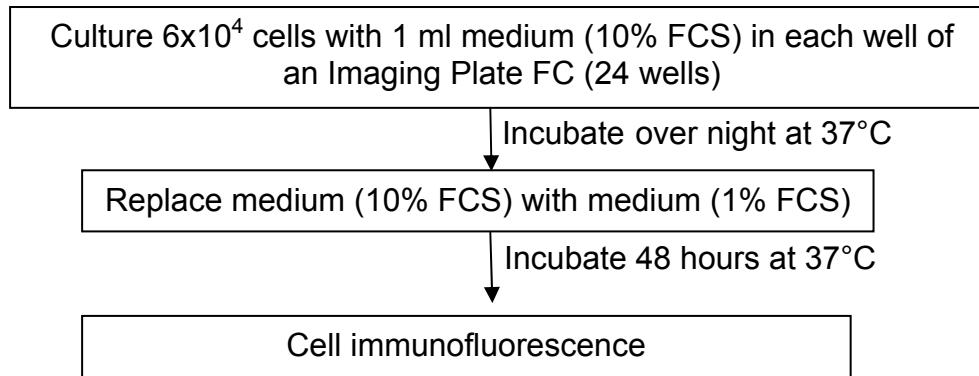 Culture 6x10⁴ cells with 1 ml medium (10% FCS) in each well of
an Imaging Plate FC (24 wells)
Incubate over night at 37°C
Replace medium (10% FCS) with medium (1% FCS)
Incubate 48 hours at 37°C
Cell immunofluorescence